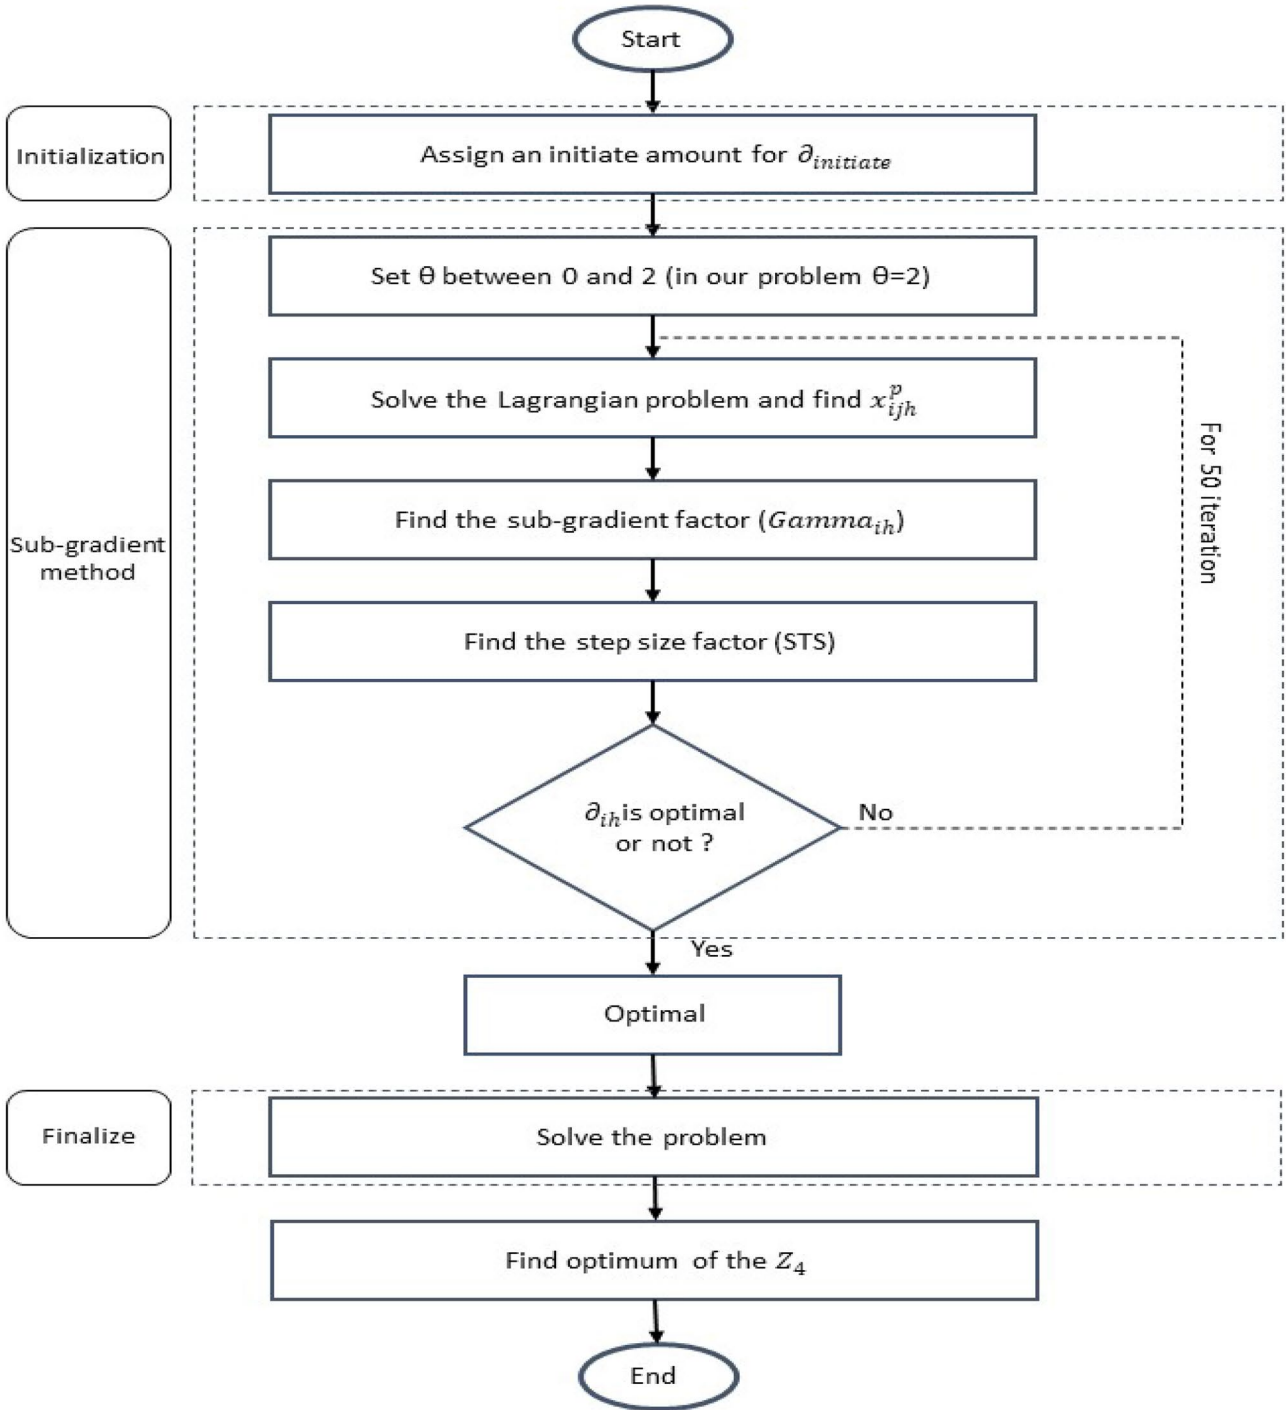 Start
Initialization
Assign an initiate amount for ∂_initiate
Set θ between 0 and 2 (in our problem θ=2)
Solve the Lagrangian problem and find x^p_ijh
For 50 iteration
Find the sub-gradient factor (Gamma_ih)
Sub-gradient
method
Find the step size factor (STS)
∂_ih is optimal
or not ?
No
Yes
Optimal
Finalize
Solve the problem
Find optimum of the Z_4
End